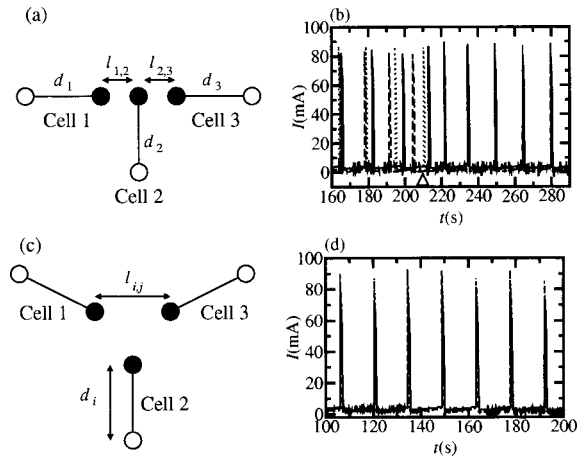 (a)
l1,2
l2,3
d1
d3
Cell 1
Cell 3
d2
Cell 2
(b)
I(mA)
100
80
60
40
20
0
160 180 200 220 240 260 280
t(s)
(c)
li,j
Cell 1
Cell 3
di
Cell 2
(d)
I(mA)
100
80
60
40
20
0
100 120 140 160 180 200
t(s)